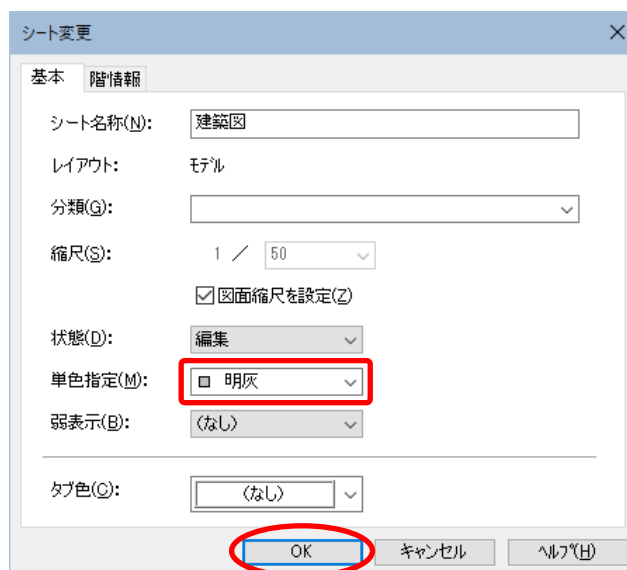 シート変更
基本 階情報
シート名称(N): 建築図
レイアウト: モデル
分類(G):
縮尺(S): 1 ／ 50
図面縮尺を設定(Z)
状態(D): 編集
単色指定(M): 明灰
弱表示(B): (なし)
タブ色(C): (なし)
OK キャンセル ヘルプ(H)